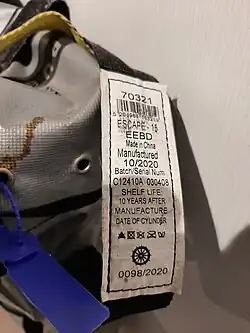 70321
ESCAPE - 15
EEBD
Made in China
Manufactured
10/2020
Batch/Serial Num.
C12410A 030408
SHELF LIFE
10 YEARS AFTER
MANUFACTURE
DATE OF CYLINDER
0098/2020